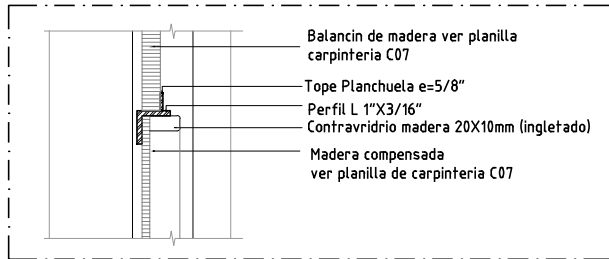 Balancin de madera ver planilla
carpinteria C07
Tope Planchuela e=5/8”
Perfil L 1”X3/16”
Contravridrio madera 20X10mm (ingletado)
Madera compensada
ver planilla de carpinteria C07